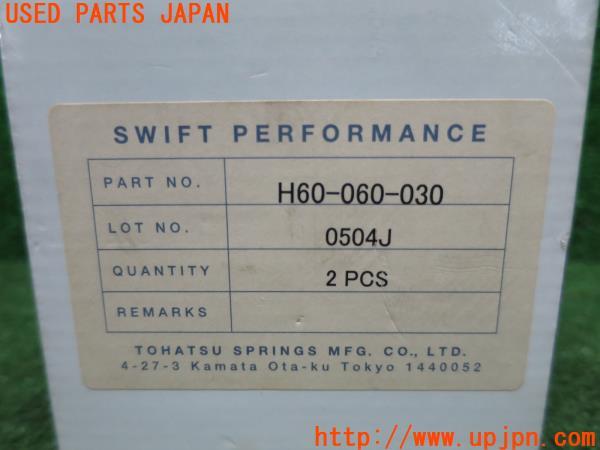 USED PARTS JAPAN
SWIFT PERFORMANCE
PART NO. H60-060-030
LOT NO. 0504J
QUANTITY 2 PCS
REMARKS
TOHATSU SPRINGS MFG. CO., LTD.
4-27-3 Kamata Ota-ku Tokyo 1440052
http://www.upjpn.com/